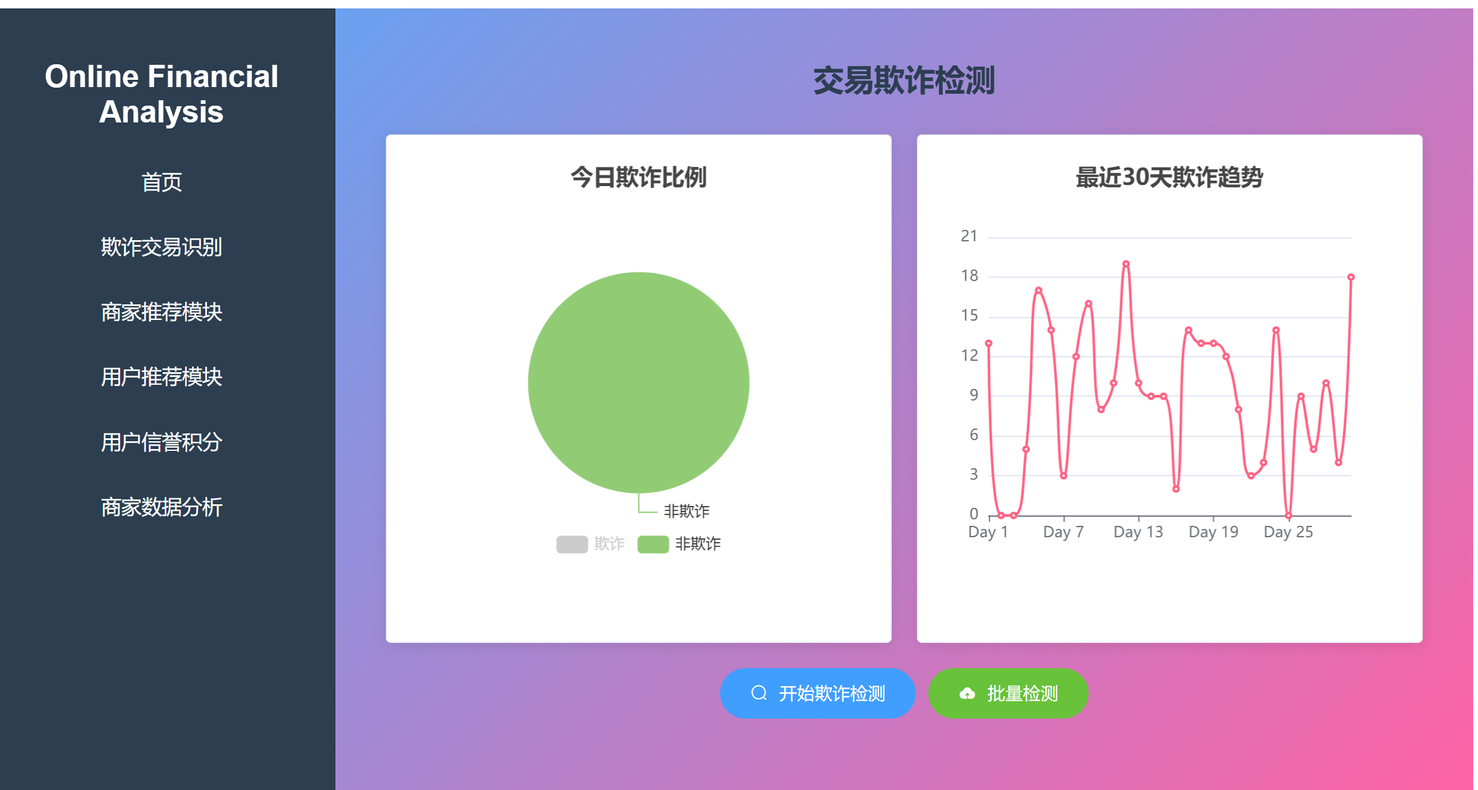 Online Financial
Analysis
首页
欺诈交易识别
商家推荐模块
用户推荐模块
用户信誉积分
商家数据分析
交易欺诈检测
今日欺诈比例
非欺诈
欺诈 非欺诈
最近30天欺诈趋势
21
18
15
12
9
6
3
0
Day 1 Day 7 Day 13 Day 19 Day 25
开始欺诈检测 批量检测